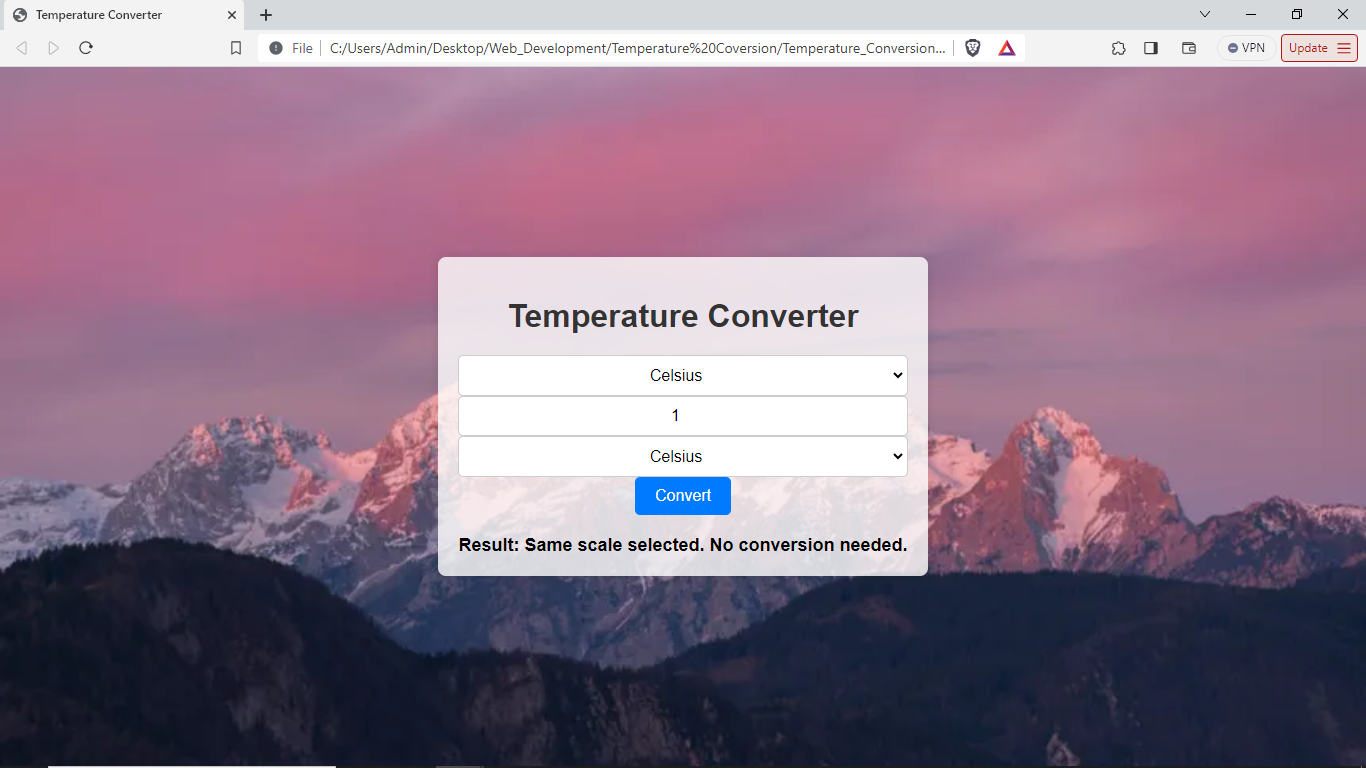 Temperature Converter
File
C:/Users/Admin/Desktop/Web_Development/Temperature%20Coversion/Temperature_Conversion...
VPN
Update
Temperature Converter
Celsius
1
Celsius
Convert
Result: Same scale selected. No conversion needed.